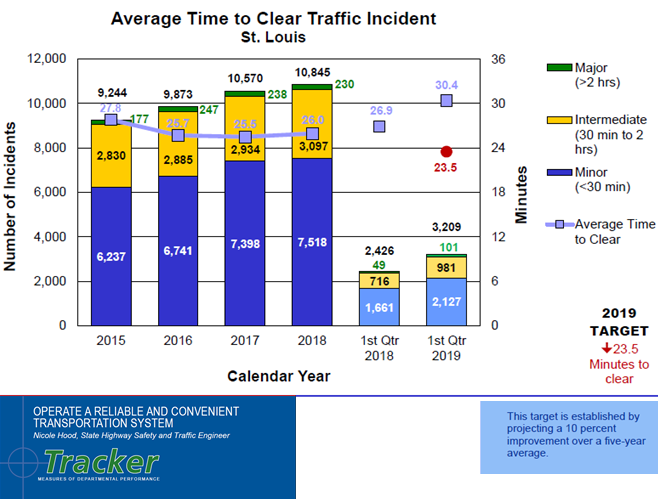 Average Time to Clear Traffic Incident
St. Louis
Number of Incidents
12,000
10,000
8,000
6,000
4,000
2,000
0
9,244
27.8
177
2,830
6,237
9,873
247
25.7
2,885
6,741
10,570
238
25.5
2,934
7,398
10,845
230
26.0
3,097
7,518
26.9
2,426
49
716
1,661
30.4
23.5
3,209
101
981
2,127
36
30
24
18
12
6
0
Minutes
2015
2016
2017
2018
1st Qtr
2018
1st Qtr
2019
Calendar Year
Major
(>2 hrs)
Intermediate
(30 min to 2
hrs)
Minor
(<30 min)
Average Time
to Clear
2019
TARGET
23.5
Minutes to
clear
OPERATE A RELIABLE AND CONVENIENT
TRANSPORTATION SYSTEM
Nicole Hood, State Highway Safety and Traffic Engineer
Tracker
MEASURES OF DEPARTMENTAL PERFORMANCE
This target is established by
projecting a 10 percent
improvement over a five-year
average.